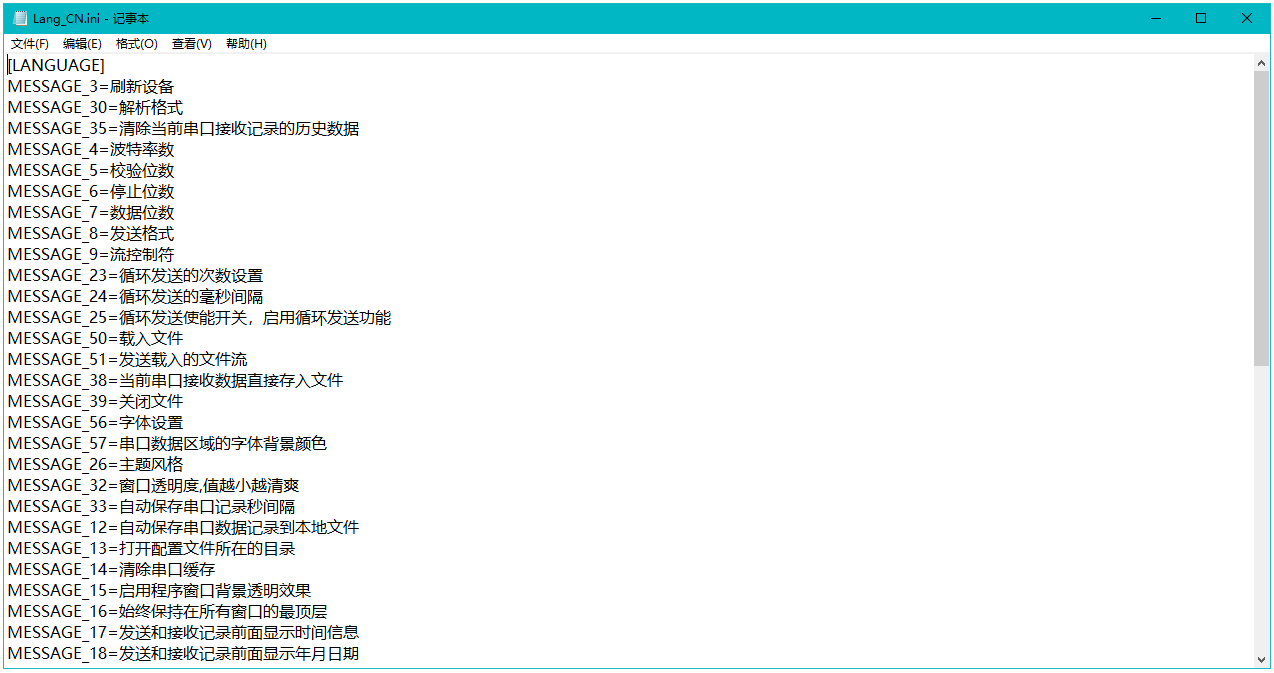 Lang_CN.ini - 记事本
文件(F) 编辑(E) 格式(O) 查看(V) 帮助(H)
[LANGUAGE]
MESSAGE_3=刷新设备
MESSAGE_30=解析格式
MESSAGE_35=清除当前串口接收记录的历史数据
MESSAGE_4=波特率数
MESSAGE_5=校验位数
MESSAGE_6=停止位数
MESSAGE_7=数据位数
MESSAGE_8=发送格式
MESSAGE_9=流控制符
MESSAGE_23=循环发送的次数设置
MESSAGE_24=循环发送的毫秒间隔
MESSAGE_25=循环发送使能开关，启用循环发送功能
MESSAGE_50=载入文件
MESSAGE_51=发送载入的文件流
MESSAGE_38=当前串口接收数据直接存入文件
MESSAGE_39=关闭文件
MESSAGE_56=字体设置
MESSAGE_57=串口数据区域的字体背景颜色
MESSAGE_26=主题风格
MESSAGE_32=窗口透明度,值越小越清爽
MESSAGE_33=自动保存串口记录秒间隔
MESSAGE_12=自动保存串口数据记录到本地文件
MESSAGE_13=打开配置文件所在的目录
MESSAGE_14=清除串口缓存
MESSAGE_15=启用程序窗口背景透明效果
MESSAGE_16=始终保持在所有窗口的最顶层
MESSAGE_17=发送和接收记录前面显示时间信息
MESSAGE_18=发送和接收记录前面显示年月日期